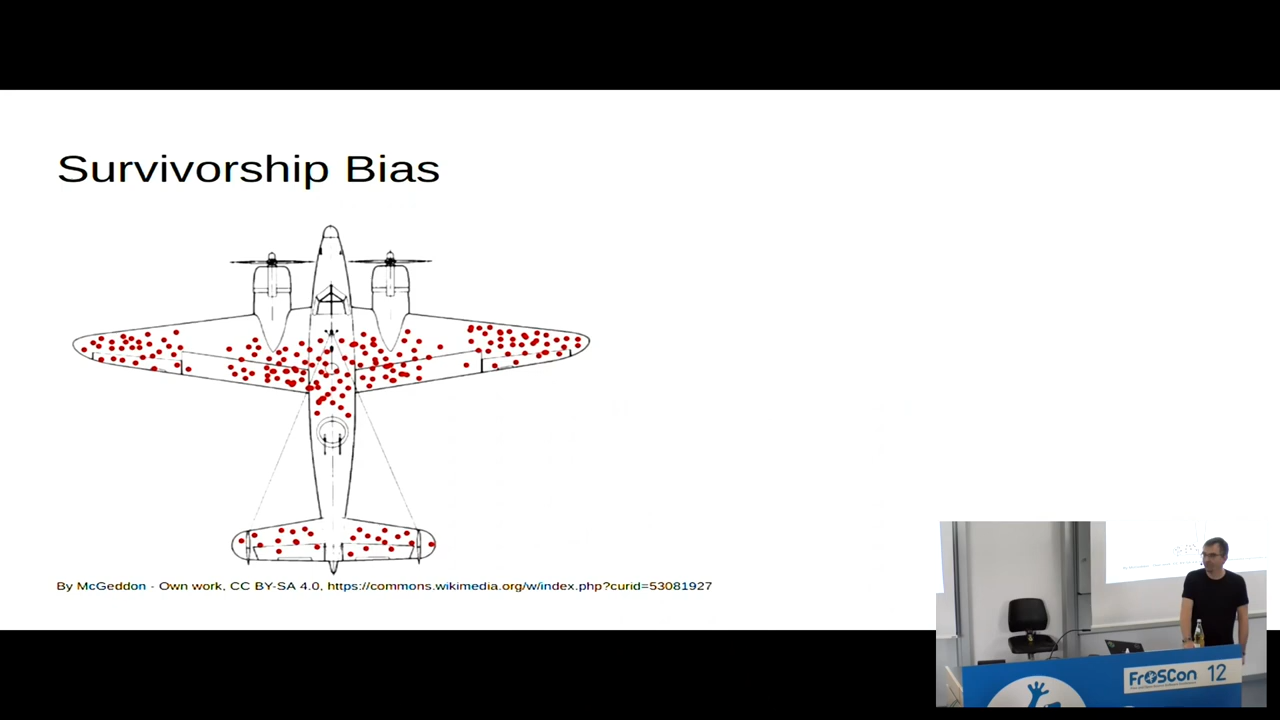 Survivorship Bias
By McGeddon - Own work, CC BY-SA 4.0, https://commons.wikimedia.org/w/index.php?curid=53081927
FrOSCon 12